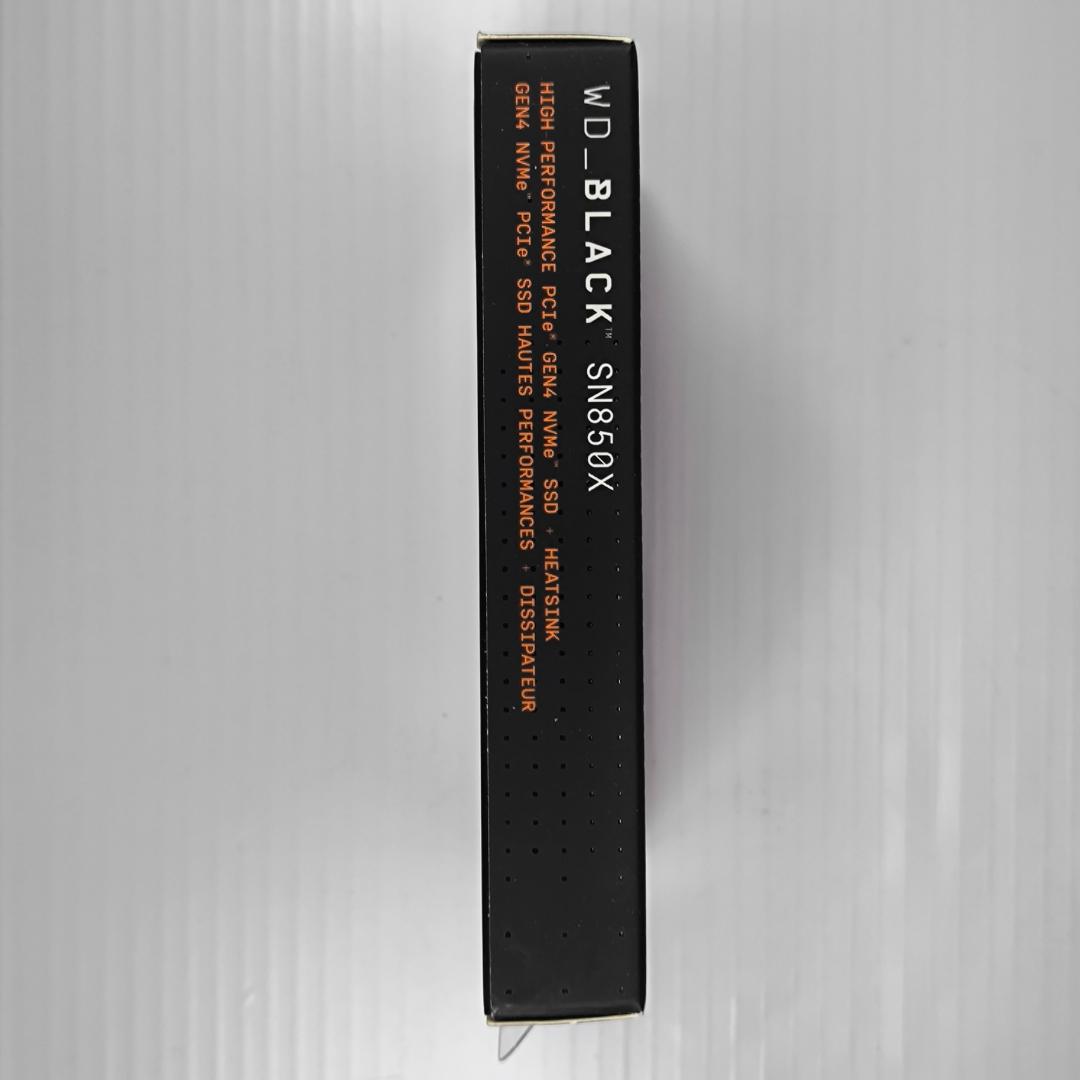 WD_BLACK™ SN850X
HIGH-PERFORMANCE PCIe® GEN4 NVMe™ SSD + HEATSINK
GEN4 NVMe™ PCIe® SSD HAUTES PERFORMANCES + DISSIPATEUR